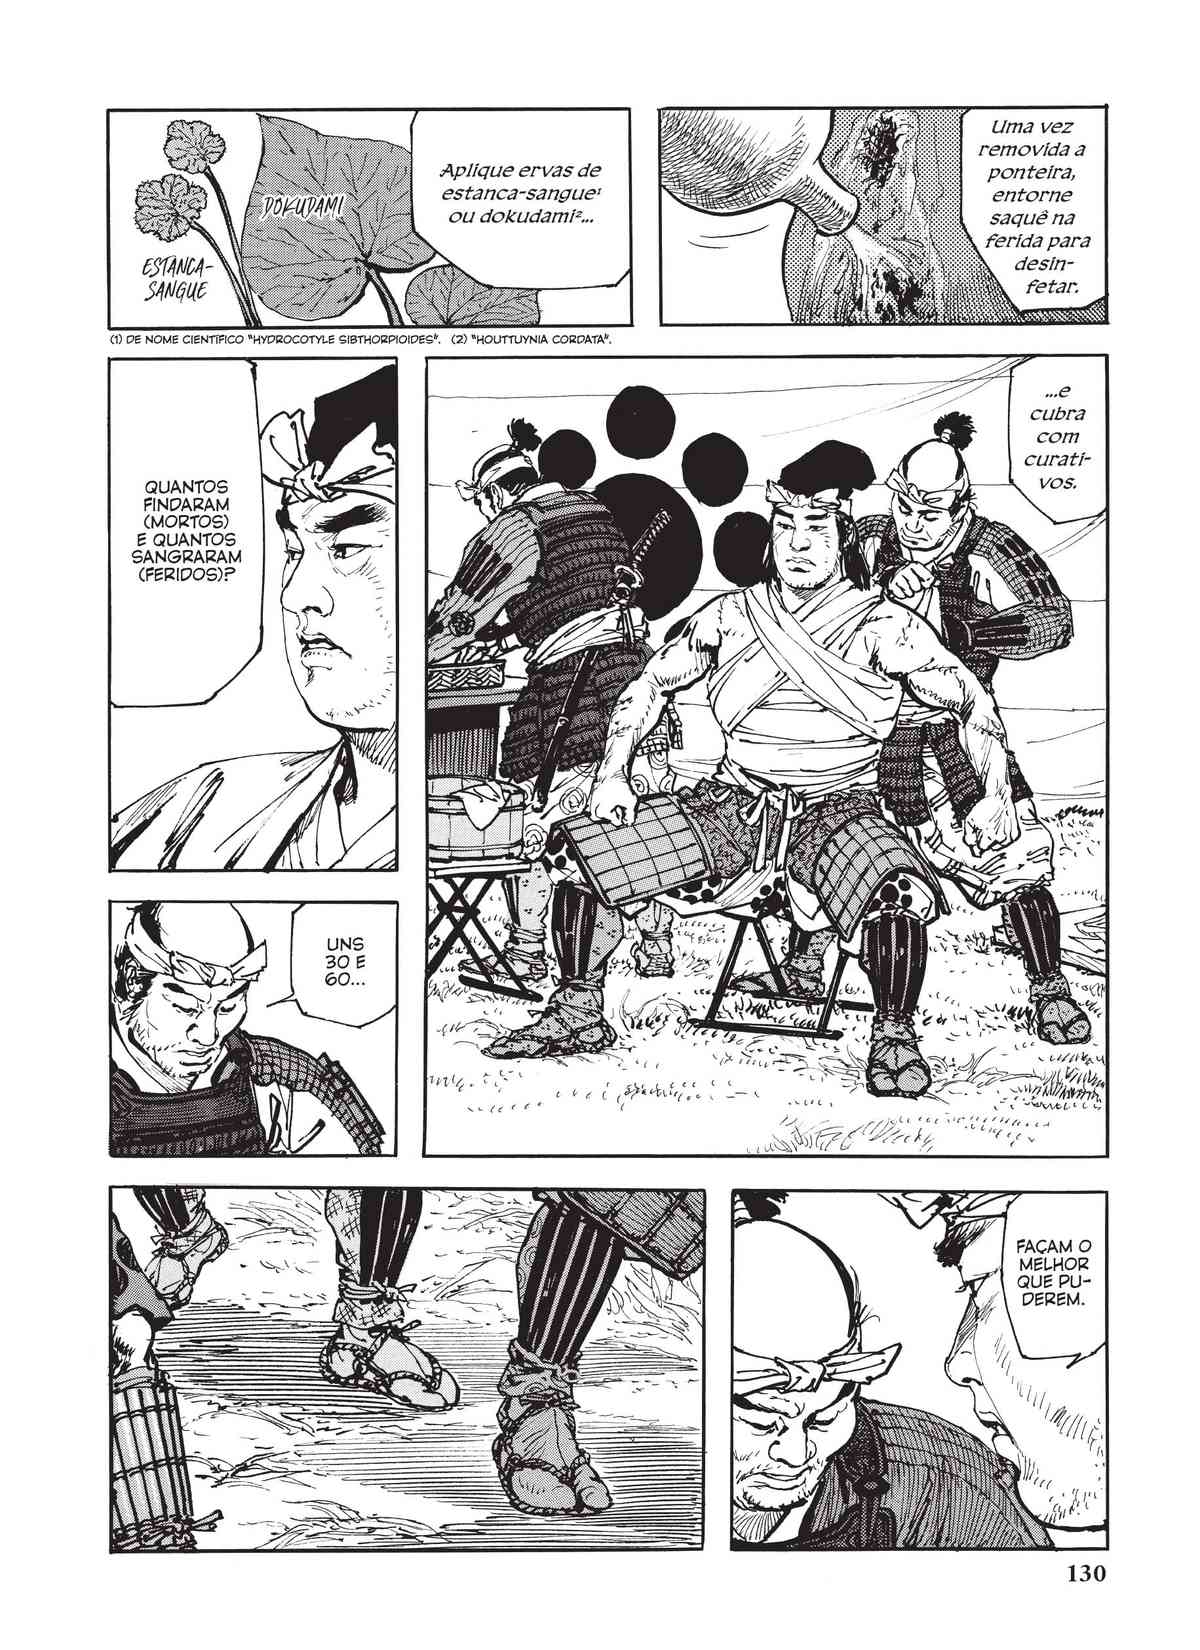 Uma vez
removida a
ponteira,
entorne
saquê na
ferida para
desin-
fetar.
Aplique ervas de
estanca-sangue¹
ou dokudami²...
DOKUDAMI
ESTANCA-
SANGUE
(1) DE NOME CIENTÍFICO "HYDROCOTYLE SIBTHORPIOIDES". (2) "HOUTTUYNIA CORDATA".
...e
cubra
com
curati-
vos.
QUANTOS
FINDARAM
(MORTOS)
E QUANTOS
SANGRARAM
(FERIDOS)?
UNS
30 E
60...
FAÇAM O
MELHOR
QUE PU-
DEREM.
130